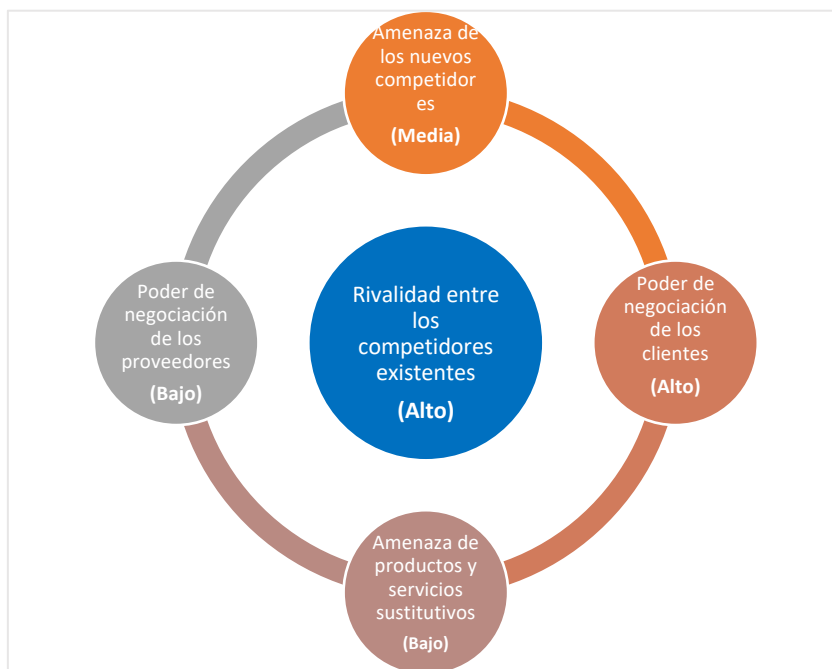 Amenaza de
los nuevos
competidor
es
(Media)
Poder de
negociación
de los
proveedores
(Bajo)
Rivalidad entre
los
competidores
existentes
(Alto)
Poder de
negociación
de los
clientes
(Alto)
Amenaza de
productos y
servicios
sustitutivos
(Bajo)